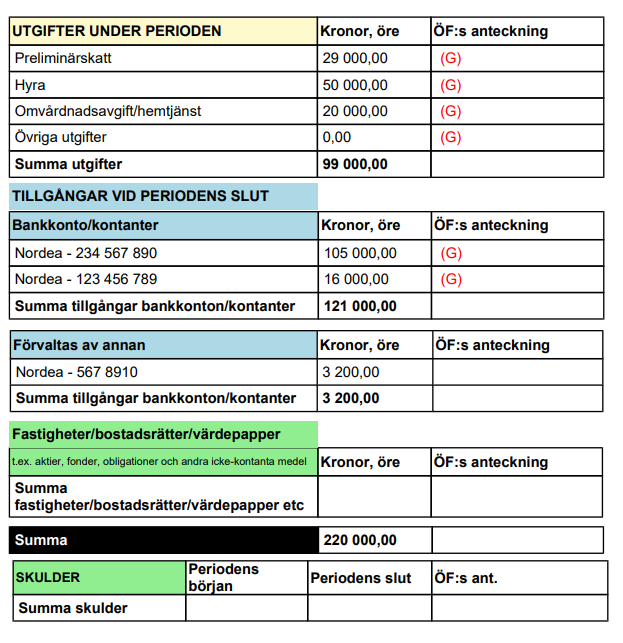 UTGIFTER UNDER PERIODEN Kronor, öre ÖF:s anteckning
Preliminärskatt 29 000,00 (G)
Hyra 50 000,00 (G)
Omvårdnadsavgift/hemtjänst 20 000,00 (G)
Övriga utgifter 0,00 (G)
Summa utgifter 99 000,00
TILLGÅNGAR VID PERIODENS SLUT
Bankkonto/kontanter Kronor, öre ÖF:s anteckning
Nordea - 234 567 890 105 000,00 (G)
Nordea - 123 456 789 16 000,00 (G)
Summa tillgångar bankkonton/kontanter 121 000,00
Förvaltas av annan Kronor, öre ÖF:s anteckning
Nordea - 567 8910 3 200,00
Summa tillgångar bankkonton/kontanter 3 200,00
Fastigheter/bostadsrätter/värdepapper
t.ex. aktier, fonder, obligationer och andra icke-kontanta medel Kronor, öre ÖF:s anteckning
Summa
fastigheter/bostadsrätter/värdepapper etc
Summa 220 000,00
SKULDER Periodens början Periodens slut ÖF:s ant.
Summa skulder